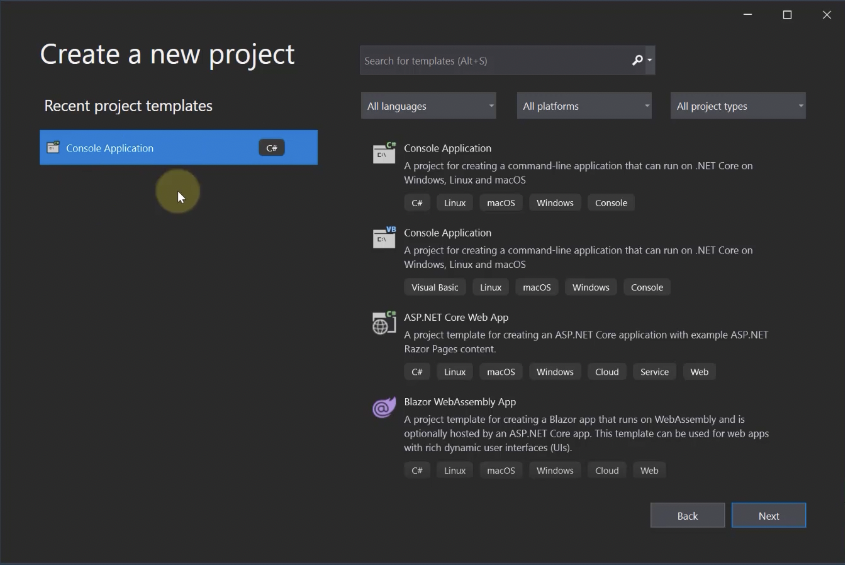 Create a new project
Recent project templates
Console Application C#
Search for templates (Alt+S)
All languages All platforms All project types
C#
C:\
Console Application
A project for creating a command-line application that can run on .NET Core on
Windows, Linux and macOS
C# Linux macOS Windows Console
VB
C:\
Console Application
A project for creating a command-line application that can run on .NET Core on
Windows, Linux and macOS
Visual Basic Linux macOS Windows Console
C#
ASP.NET Core Web App
A project template for creating an ASP.NET Core application with example ASP.NET
Razor Pages content.
C# Linux macOS Windows Cloud Service Web
@
Blazor WebAssembly App
A project template for creating a Blazor app that runs on WebAssembly and is
optionally hosted by an ASP.NET Core app. This template can be used for web apps
with rich dynamic user interfaces (UIs).
C# Linux macOS Windows Cloud Web
Back Next